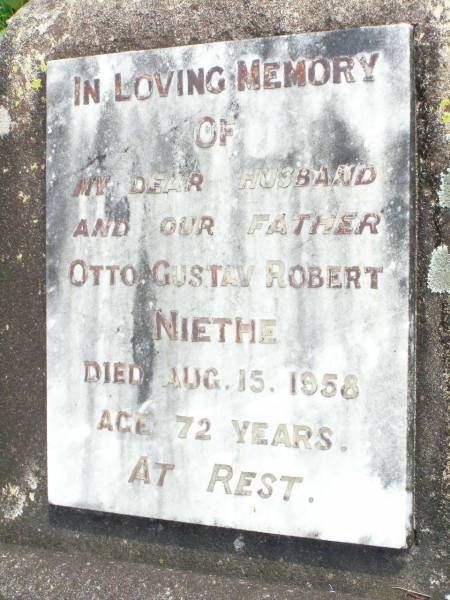 IN LOVING MEMORY
OF
MY DEAR HUSBAND
AND OUR FATHER
OTTO GUSTAV ROBERT
NIETHE
DIED AUG. 15. 1958
AGE 72 YEARS.
AT REST.